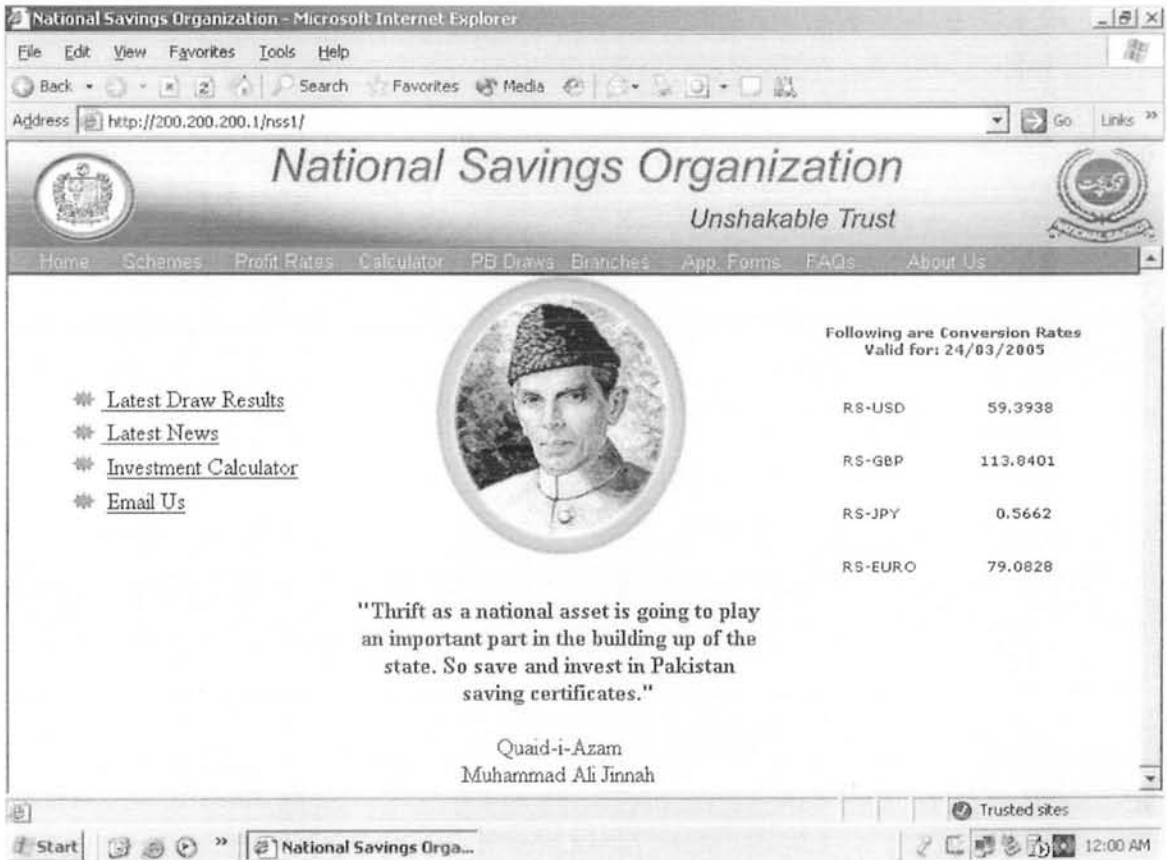 National Savings Organization - Microsoft Internet Explorer
File Edit View Favorites Tools Help
Back Search Favorites Media
Address http://200.200.200.1/nss1/ Go Links »
National Savings Organization
Unshakable Trust
قومی بچت
NATIONAL SAVINGS
Home Schemes Profit Rates Calculator PB Draws Branches App. Forms FAQs About Us
Following are Conversion Rates
Valid for: 24/03/2005
Latest Draw Results
Latest News
Investment Calculator
Email Us
RS-USD 59.3938
RS-GBP 113.8401
RS-JPY 0.5662
RS-EURO 79.0828
"Thrift as a national asset is going to play
an important part in the building up of the
state. So save and invest in Pakistan
saving certificates."
Quaid-i-Azam
Muhammad Ali Jinnah
Trusted sites
Start » National Savings Orga... 12:00 AM